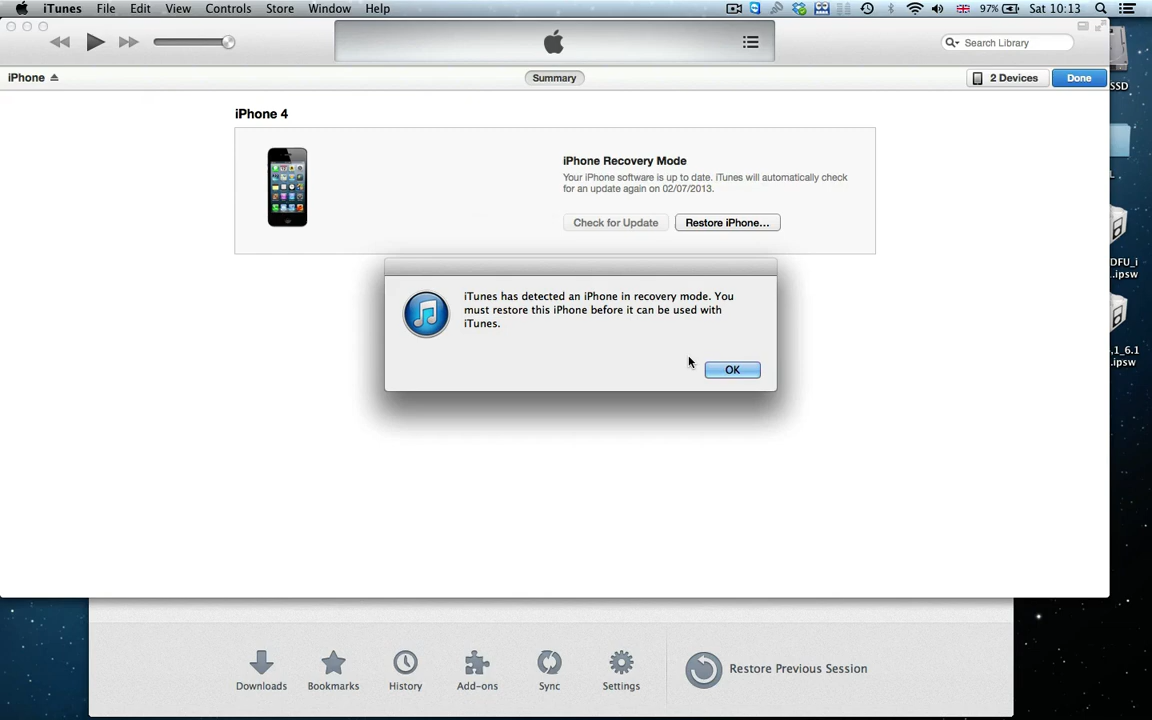 iTunes File Edit View Controls Store Window Help 97% Sat 10:13
Search Library
iPhone Summary 2 Devices Done
SSD
iPhone 4
iPhone Recovery Mode
Your iPhone software is up to date. iTunes will automatically check
for an update again on 02/07/2013.
Check for Update Restore iPhone...
iTunes has detected an iPhone in recovery mode. You
must restore this iPhone before it can be used with
iTunes.
OK
DFU_i
.ipsw
,1_6.1
.ipsw
Downloads Bookmarks History Add-ons Sync Settings Restore Previous Session